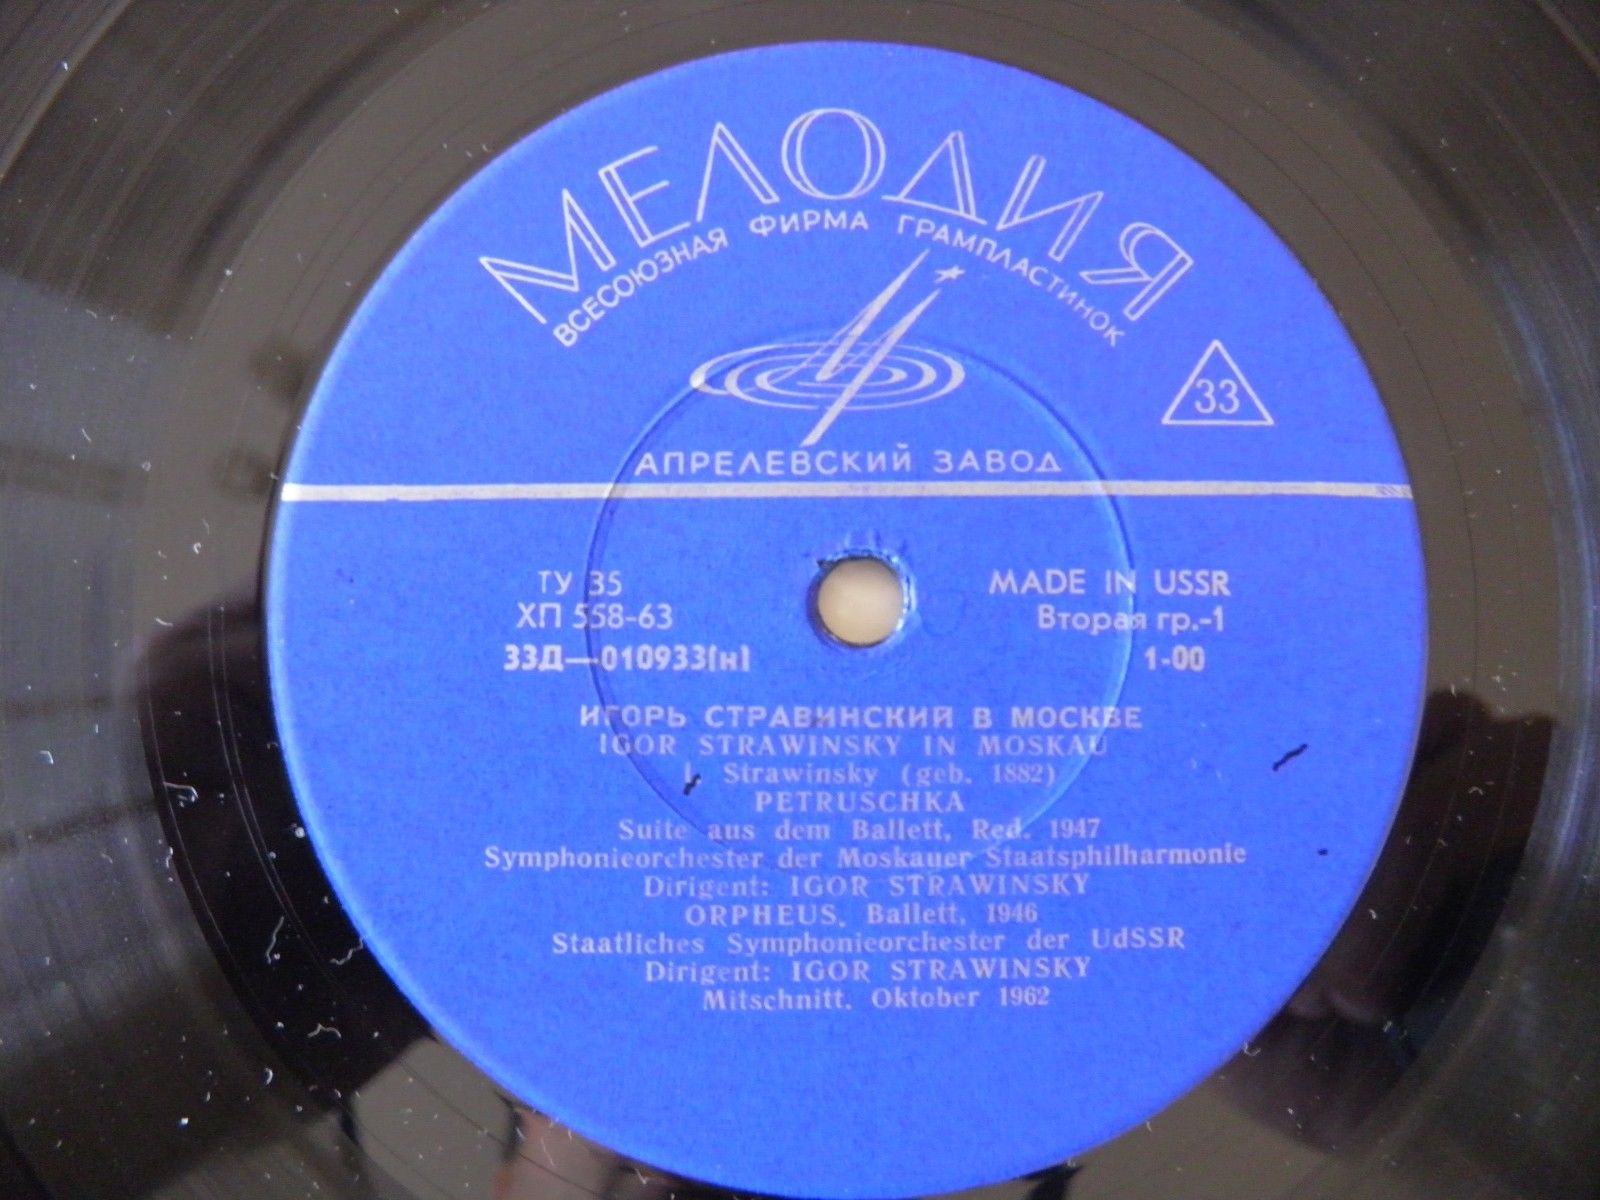 МЕЛОДИЯ
ВСЕСОЮЗНАЯ ФИРМА ГРАМПЛАСТИНОК
33
АПРЕЛЕВСКИЙ ЗАВОД
ТУ 35
ХП 558-63
33Д—010933(н)
MADE IN USSR
Вторая гр.-1
1-00
ИГОРЬ СТРАВИНСКИЙ В МОСКВЕ
IGOR STRAWINSKY IN MOSKAU
I. Strawinsky (geb. 1882)
PETRUSCHKA
Suite aus dem Ballett, Red. 1947
Symphonieorchester der Moskauer Staatsphilharmonie
Dirigent: IGOR STRAWINSKY
ORPHEUS. Ballett, 1946
Staatliches Symphonieorchester der UdSSR
Dirigent: IGOR STRAWINSKY
Mitschnitt. Oktober 1962